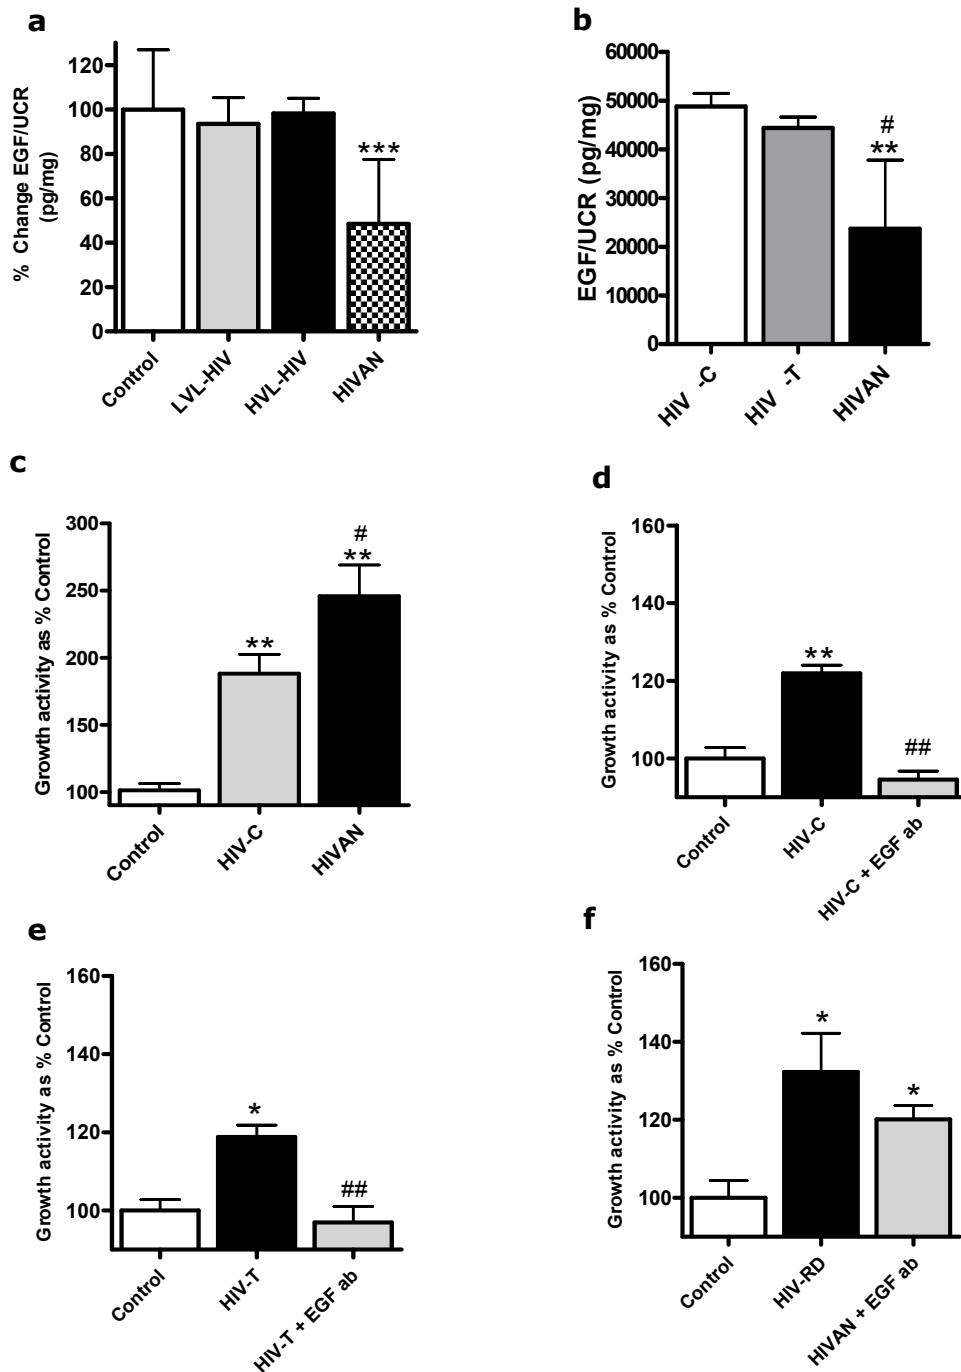 a
% Change EGF/UCR
(pg/mg)
120
100
80
60
40
20
0
***
Control
LVL-HIV
HVL-HIV
HIVAN
b
EGF/UCR (pg/mg)
60000
50000
40000
30000
20000
10000
0
#
**
HIV -C
HIV -T
HIVAN
c
Growth activity as % Control
300
250
200
150
100
**
#
**
Control
HIV-C
HIVAN
d
Growth activity as % Control
160
140
120
100
**
##
Control
HIV-C
HIV-C + EGF ab
e
Growth activity as % Control
160
140
120
100
*
##
Control
HIV-T
HIV-T + EGF ab
f
Growth activity as % Control
160
140
120
100
*
*
Control
HIV-RD
HIVAN + EGF ab